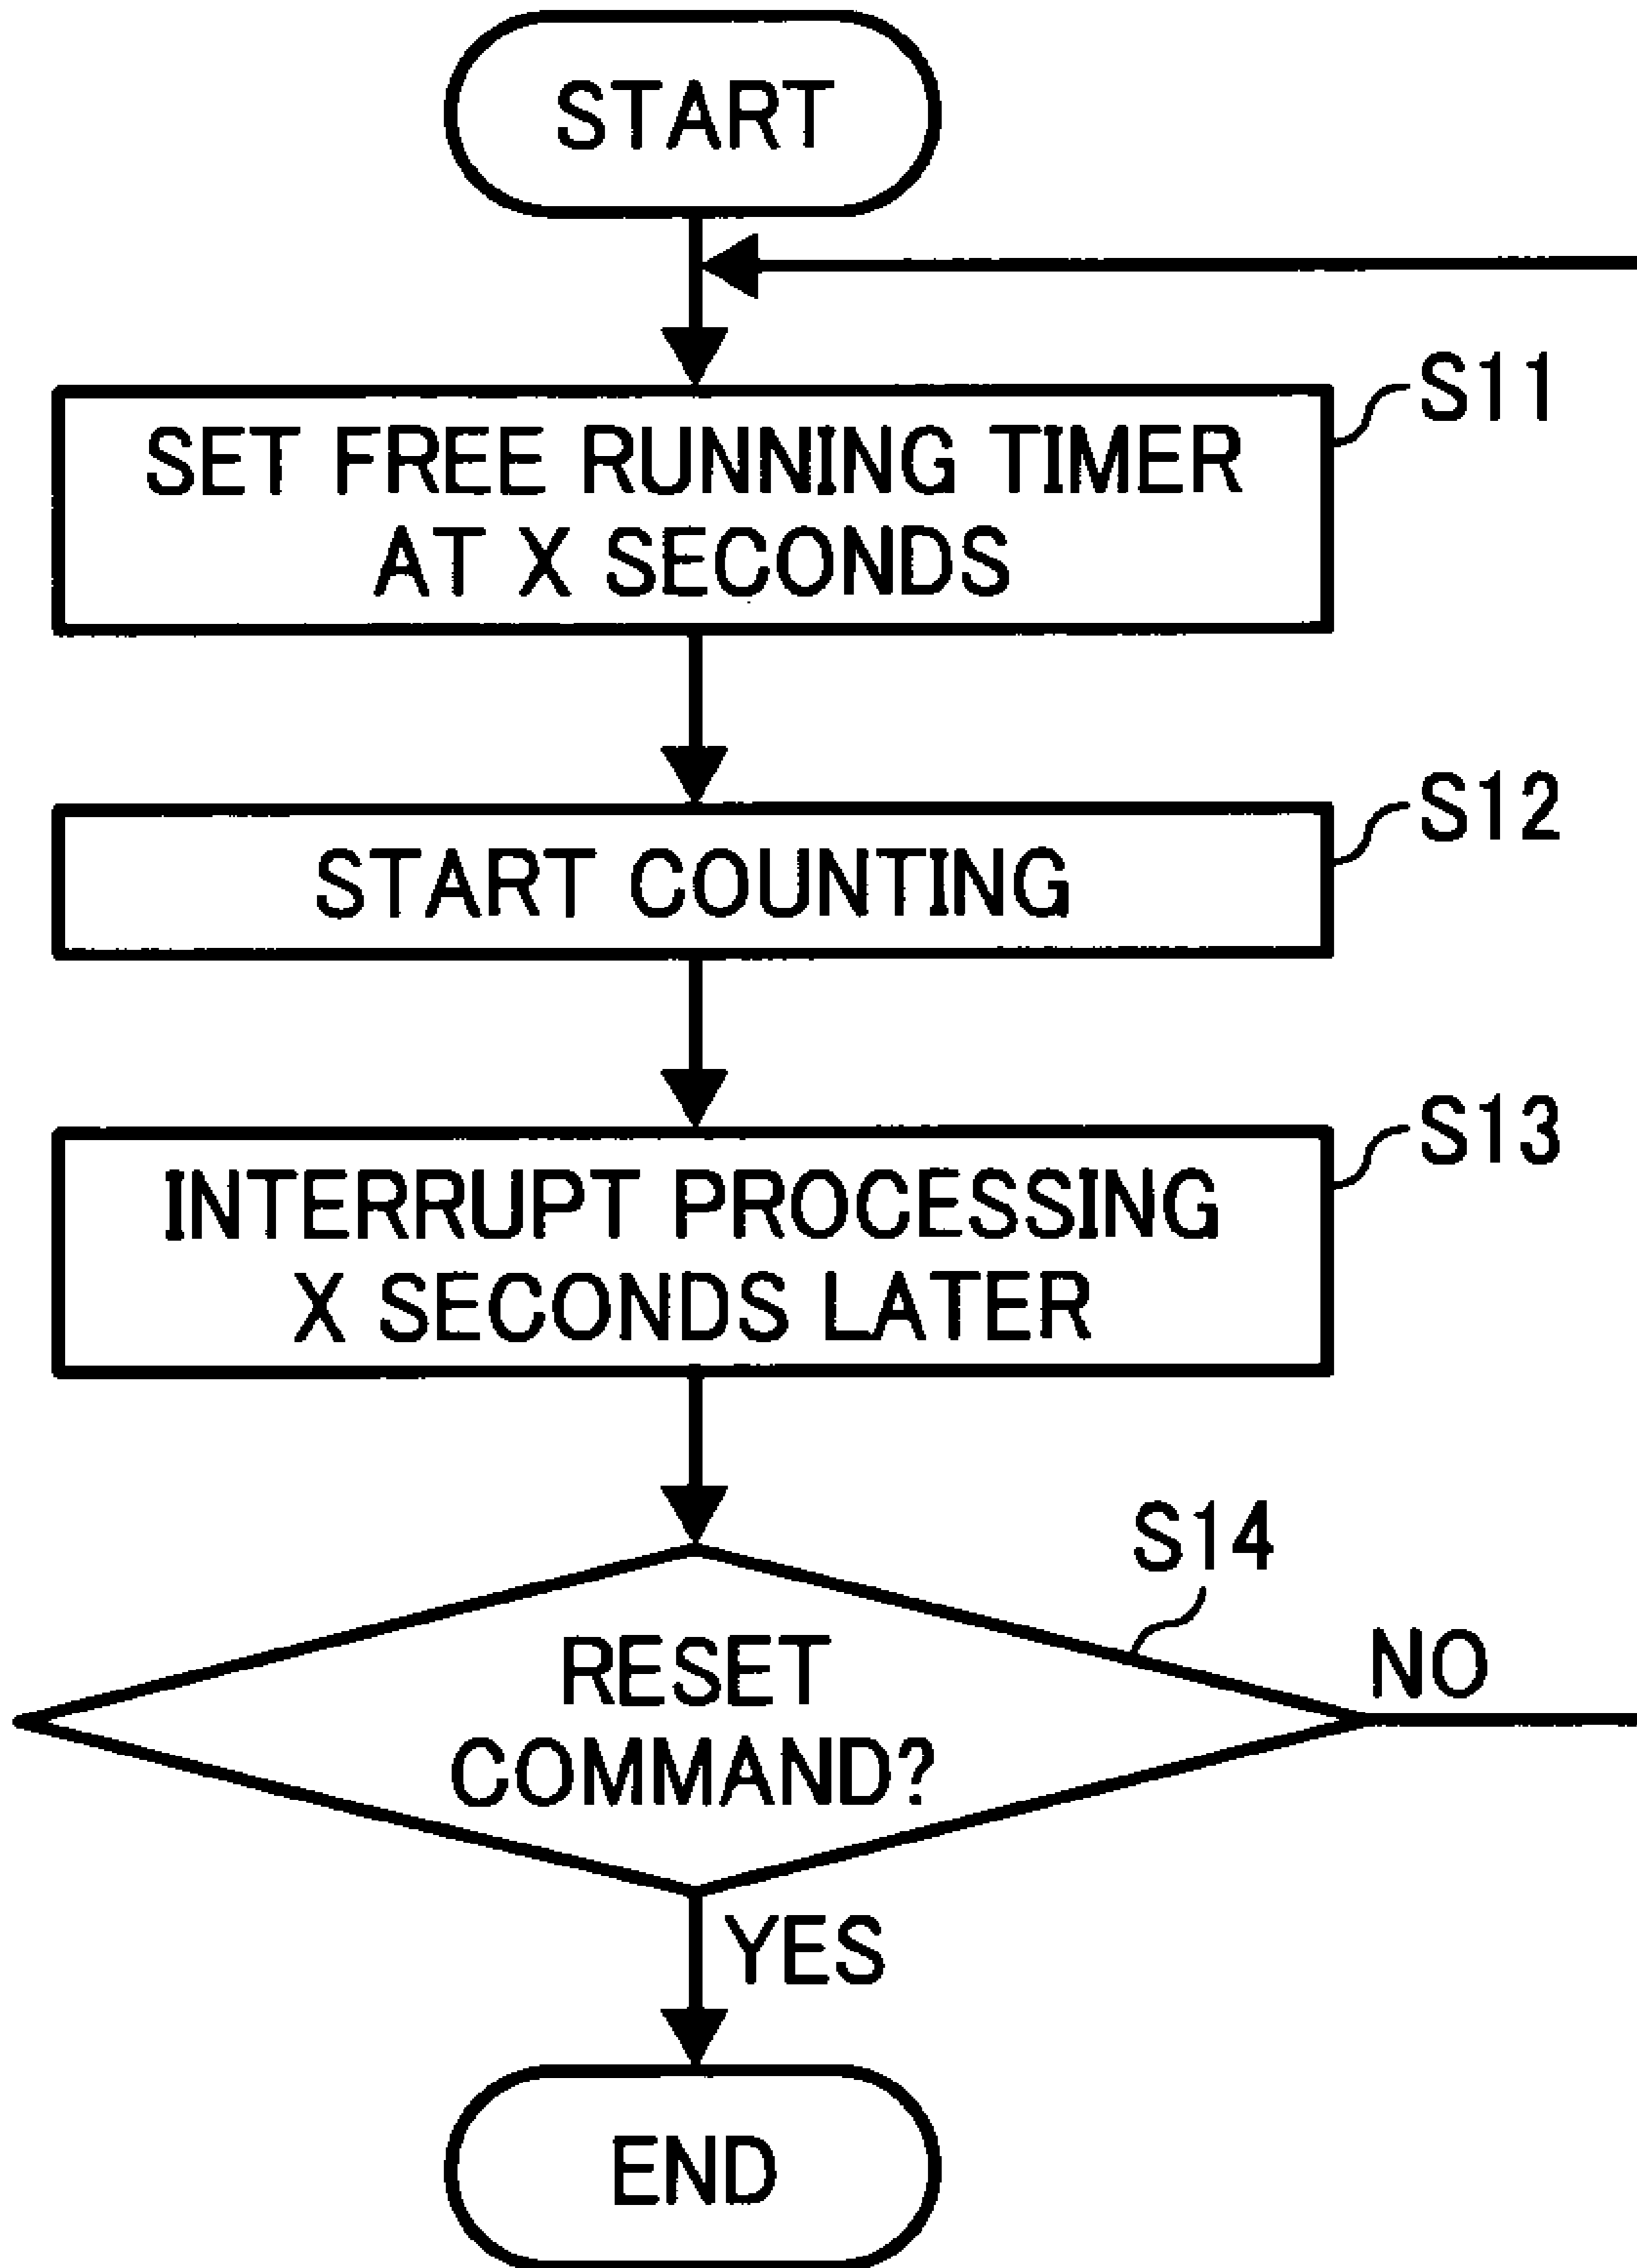 START
S11
SET FREE RUNNING TIMER
AT X SECONDS
S12
START COUNTING
S13
INTERRUPT PROCESSING
X SECONDS LATER
S14
RESET
COMMAND?
NO
YES
END